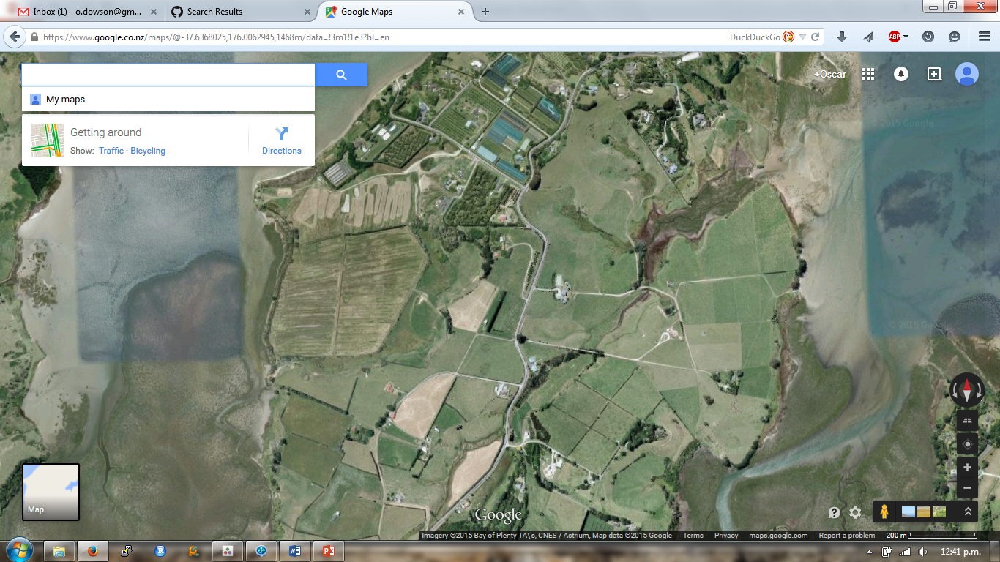 Inbox (1) - o.dowson@gm... × Search Results × Google Maps × +
https://www.google.co.nz/maps/@-37.6368025,176.0062945,1468m/data=!3m1!1e3?hl=en DuckDuckGo ABP
+Oscar
My maps
Getting around
Show: Traffic · Bicycling Directions
2015 Google
2015 Google
© 2015 Google
Map
Google
Imagery ©2015 Bay of Plenty TA\'s, CNES / Astrium, Map data ©2015 Google Terms Privacy maps.google.com Report a problem 200 m
12:41 p.m.